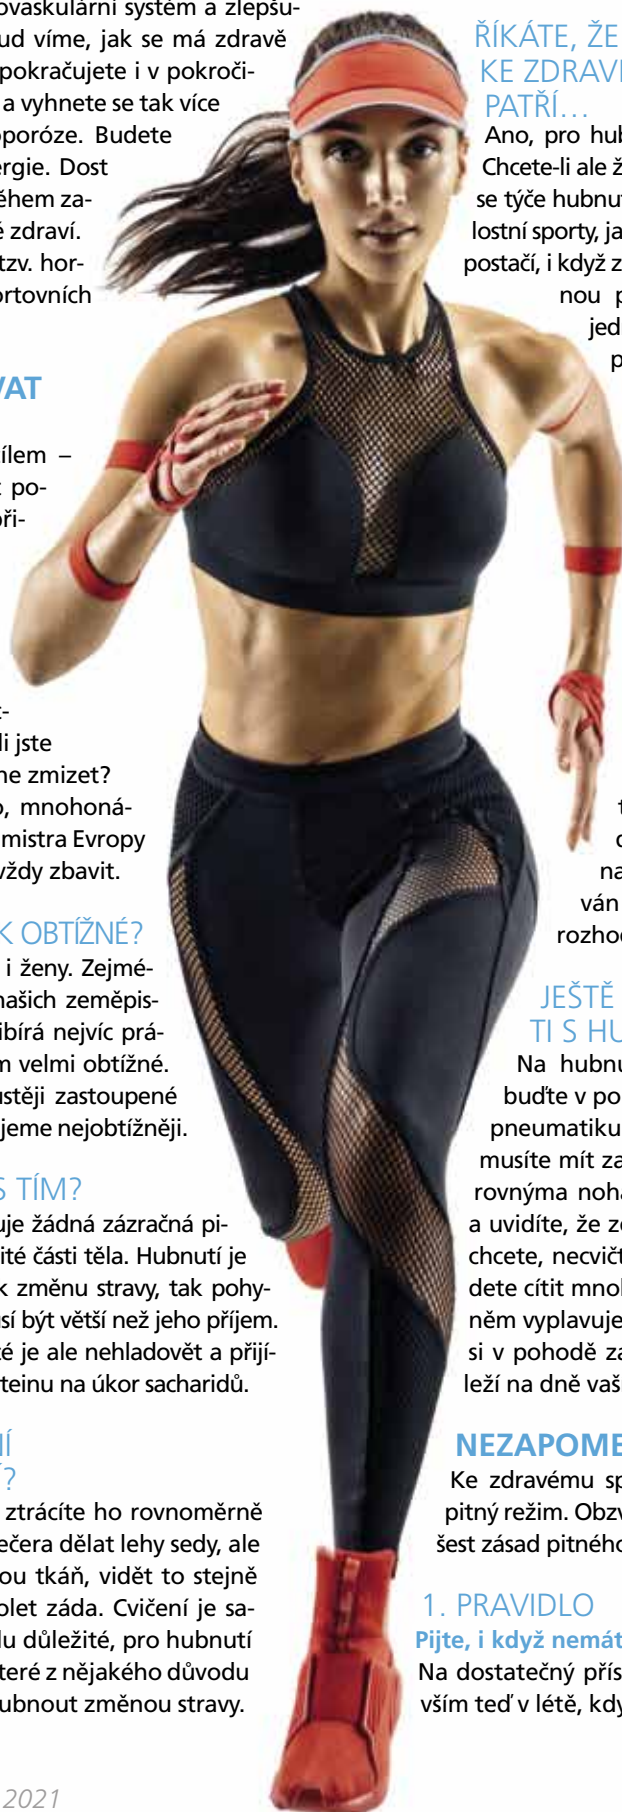 ovaskulární systém a zlepšu-
ud víme, jak se má zdravě
pokračujete i v pokroči-
a vyhnete se tak více
oporóze. Budete
ergie. Dost
ěhem za-
é zdraví.
tzv. hor-
ortovních
VAT
ílem –
t po-
ři-
t-
li jste
ne zmizet?
o, mnohoná-
mistra Evropy
vždy zbavit.
K OBTÍŽNÉ?
i ženy. Zejmé-
našich zeměpis-
ibírá nejvíc prá-
m velmi obtížné.
ustěji zastoupené
jeme nejobtížněji.
S TÍM?
uje žádná zázračná pi-
ité části těla. Hubnutí je
k změnu stravy, tak pohy-
sí být větší než jeho příjem.
té je ale nehladovět a přijí-
teinu na úkor sacharidů.
NÍ
?
ztrácíte ho rovnoměrně
ečera dělat lehy sedy, ale
ou tkáň, vidět to stejně
olet záda. Cvičení je sa-
du důležité, pro hubnutí
teré z nějakého důvodu
ubnout změnou stravy.
2021
ŘÍKÁTE, ŽE
KE ZDRAV
PATŘÍ…
Ano, pro hub
Chcete-li ale ž
se týče hubnu
lostní sporty, ja
postačí, i když z
nou p
jed
p
t
na
ván
rozho
JEŠTĚ
TI S HU
Na hubnu
buďte v po
pneumatiku
musíte mít za
rovnýma noha
a uvidíte, že ze
chcete, necvičt
dete cítit mnoh
něm vyplavuje
si v pohodě za
leží na dně vaš
NEZAPOME
Ke zdravému sp
pitný režim. Obzv
šest zásad pitného
1. PRAVIDLO
Pijte, i když nemát
Na dostatečný přís
vším teď v létě, kdy